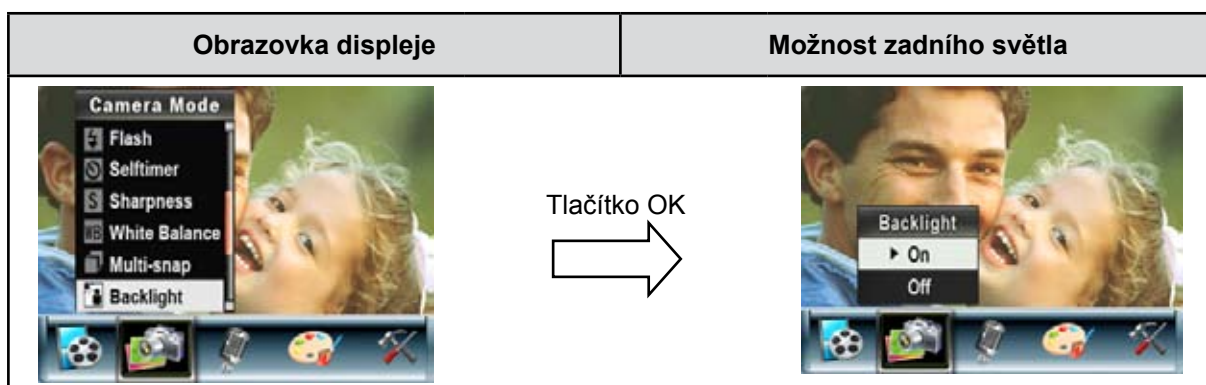 Obrazovka displeje
Možnost zadního světla
Camera Mode
Flash
Selftimer
S Sharpness
WB White Balance
Multi-snap
Backlight
Tlačítko OK
Backlight
On
Off